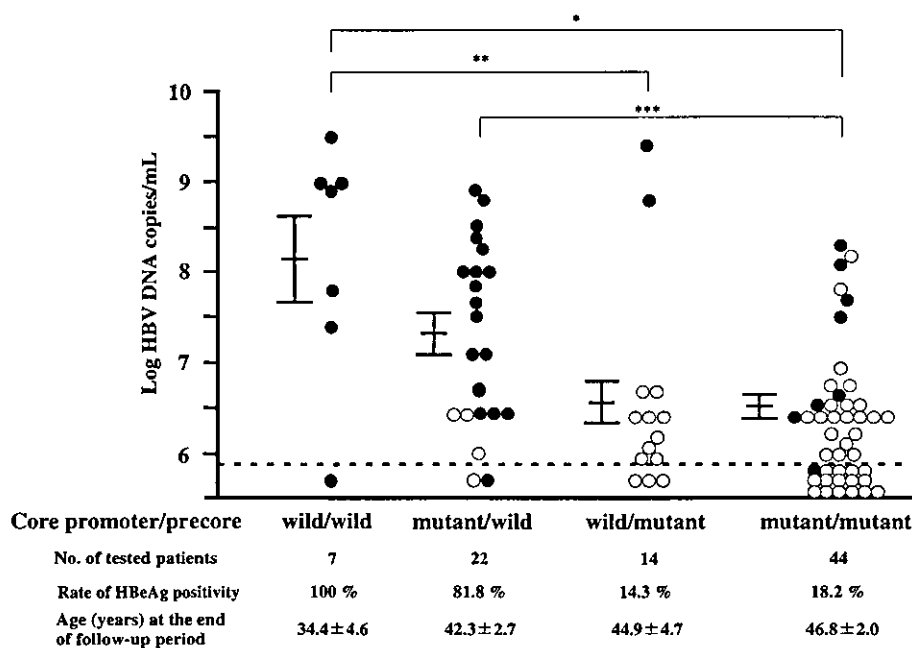 *
**
***
Log HBV DNA copies/mL
10
9
8
7
6
Core promoter/precore wild/wild mutant/wild wild/mutant mutant/mutant
No. of tested patients 7 22 14 44
Rate of HBeAg positivity 100 % 81.8 % 14.3 % 18.2 %
Age (years) at the end
of follow-up period 34.4±4.6 42.3±2.7 44.9±4.7 46.8±2.0